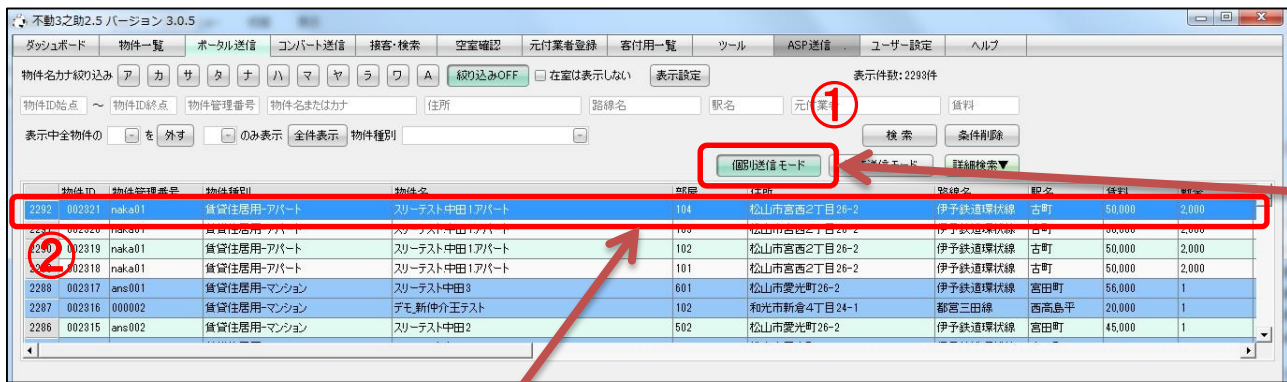 不動3之助2.5 バージョン 3.0.5
ダッシュボード 物件一覧 ポータル送信 コンバート送信 接客・検索 空室確認 元付業者登録 客付用一覧 ツール ASP送信 ユーザー設定 ヘルプ
物件名カナ絞り込み ア カ サ タ ナ ハ マ ヤ ラ ワ A 絞り込みOFF 在室は表示しない 表示設定 表示件数:2293件
物件ID始点 ～ 物件ID終点 物件管理番号 物件名またはカナ 住所 路線名 駅名 元付業者 賃料
①
表示中全物件の を 外す のみ表示 全件表示 物件種別 検索 条件削除
個別送信モード 送信モード 詳細検索▼
物件ID 物件管理番号 物件種別 物件名 部屋 住所 路線名 駅名 賃料
2292 002321 naka01 賃貸住居用-アパート スリーテスト中田1アパート 104 松山市宮西2丁目26-2 伊予鉄道環状線 古町 50,000 2,000
②
2290 002319 naka01 賃貸住居用-アパート スリーテスト中田1アパート 102 松山市宮西2丁目26-2 伊予鉄道環状線 古町 50,000 2,000
002318 naka01 賃貸住居用-アパート スリーテスト中田1アパート 101 松山市宮西2丁目26-2 伊予鉄道環状線 古町 50,000 2,000
2288 002317 ans001 賃貸住居用-マンション スリーテスト中田3 601 松山市愛光町26-2 伊予鉄道環状線 宮田町 56,000 1
2287 002316 000002 賃貸住居用-マンション デモ_新仲介王テスト 102 和光市新倉4丁目24-1 都営三田線 西高島平 20,000 1
2286 002315 ans002 賃貸住居用-マンション スリーテスト中田2 502 松山市愛光町26-2 伊予鉄道環状線 宮田町 45,000 1